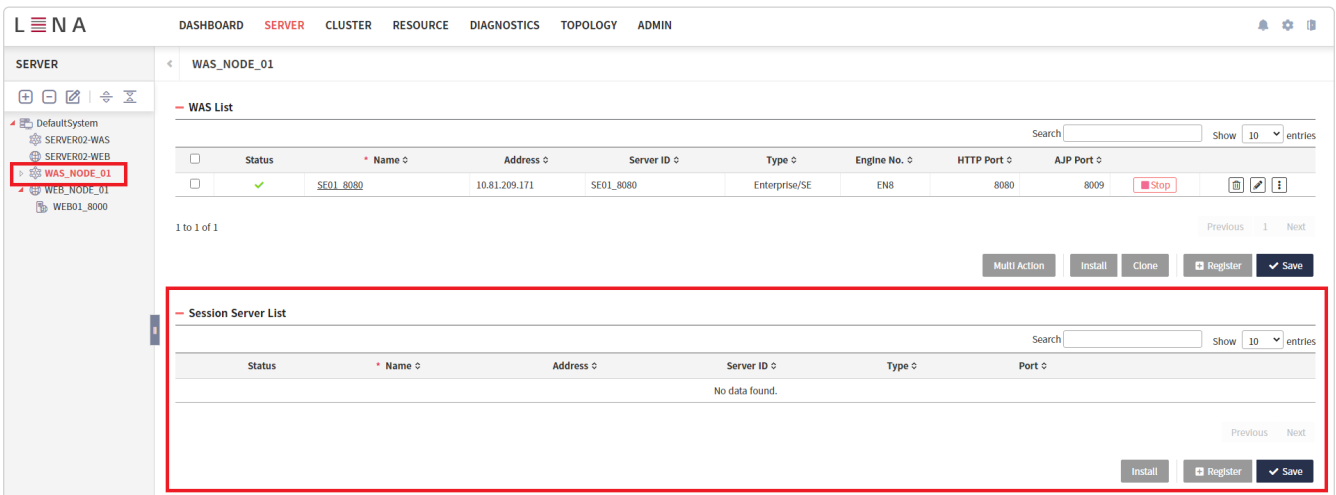 LENA
DASHBOARD SERVER CLUSTER RESOURCE DIAGNOSTICS TOPOLOGY ADMIN
SERVER
WAS_NODE_01
DefaultSystem
SERVER02-WAS
SERVER02-WEB
WAS_NODE_01
WEB_NODE_01
WEB01_8000
WAS List
Search Show 10 entries
Status * Name Address Server ID Type Engine No. HTTP Port AJP Port
SE01_8080 10.81.209.171 SE01_8080 Enterprise/SE EN8 8080 8009 Stop
1 to 1 of 1
Previous 1 Next
Multi Action Install Clone Register Save
Session Server List
Search Show 10 entries
Status * Name Address Server ID Type Port
No data found.
Previous Next
Install Register Save